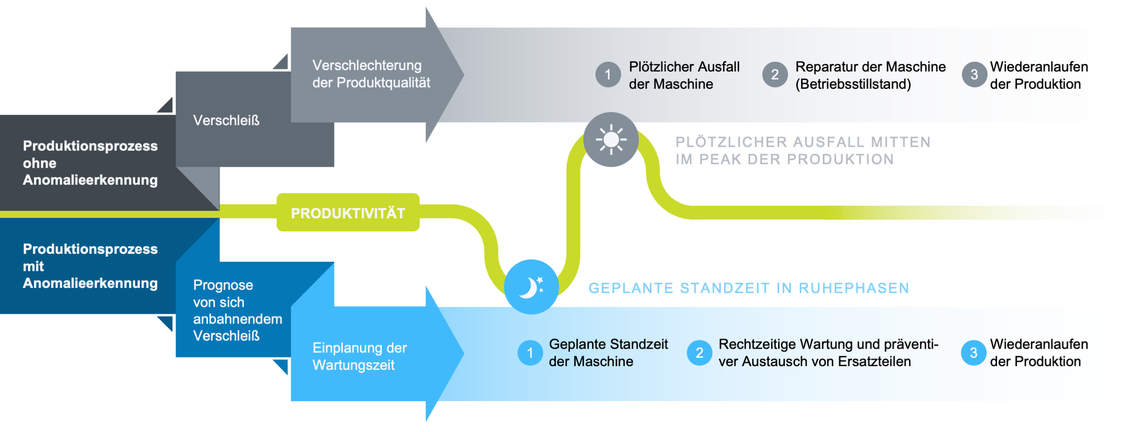 Produktionsprozess
ohne
Anomalieerkennung
Verschleiß
Verschlechterung
der Produktqualität
1 Plötzlicher Ausfall
der Maschine
2 Reparatur der Maschine
(Betriebsstillstand)
3 Wiederanlaufen
der Produktion
PLÖTZLICHER AUSFALL MITTEN
IM PEAK DER PRODUKTION
PRODUKTIVITÄT
Produktionsprozess
mit
Anomalieerkennung
Prognose
von sich
anbahnendem
Verschleiß
Einplanung der
Wartungszeit
GEPLANTE STANDZEIT IN RUHEPHASEN
1 Geplante Standzeit
der Maschine
2 Rechtzeitige Wartung und präventi-
ver Austausch von Ersatzteilen
3 Wiederanlaufen
der Produktion